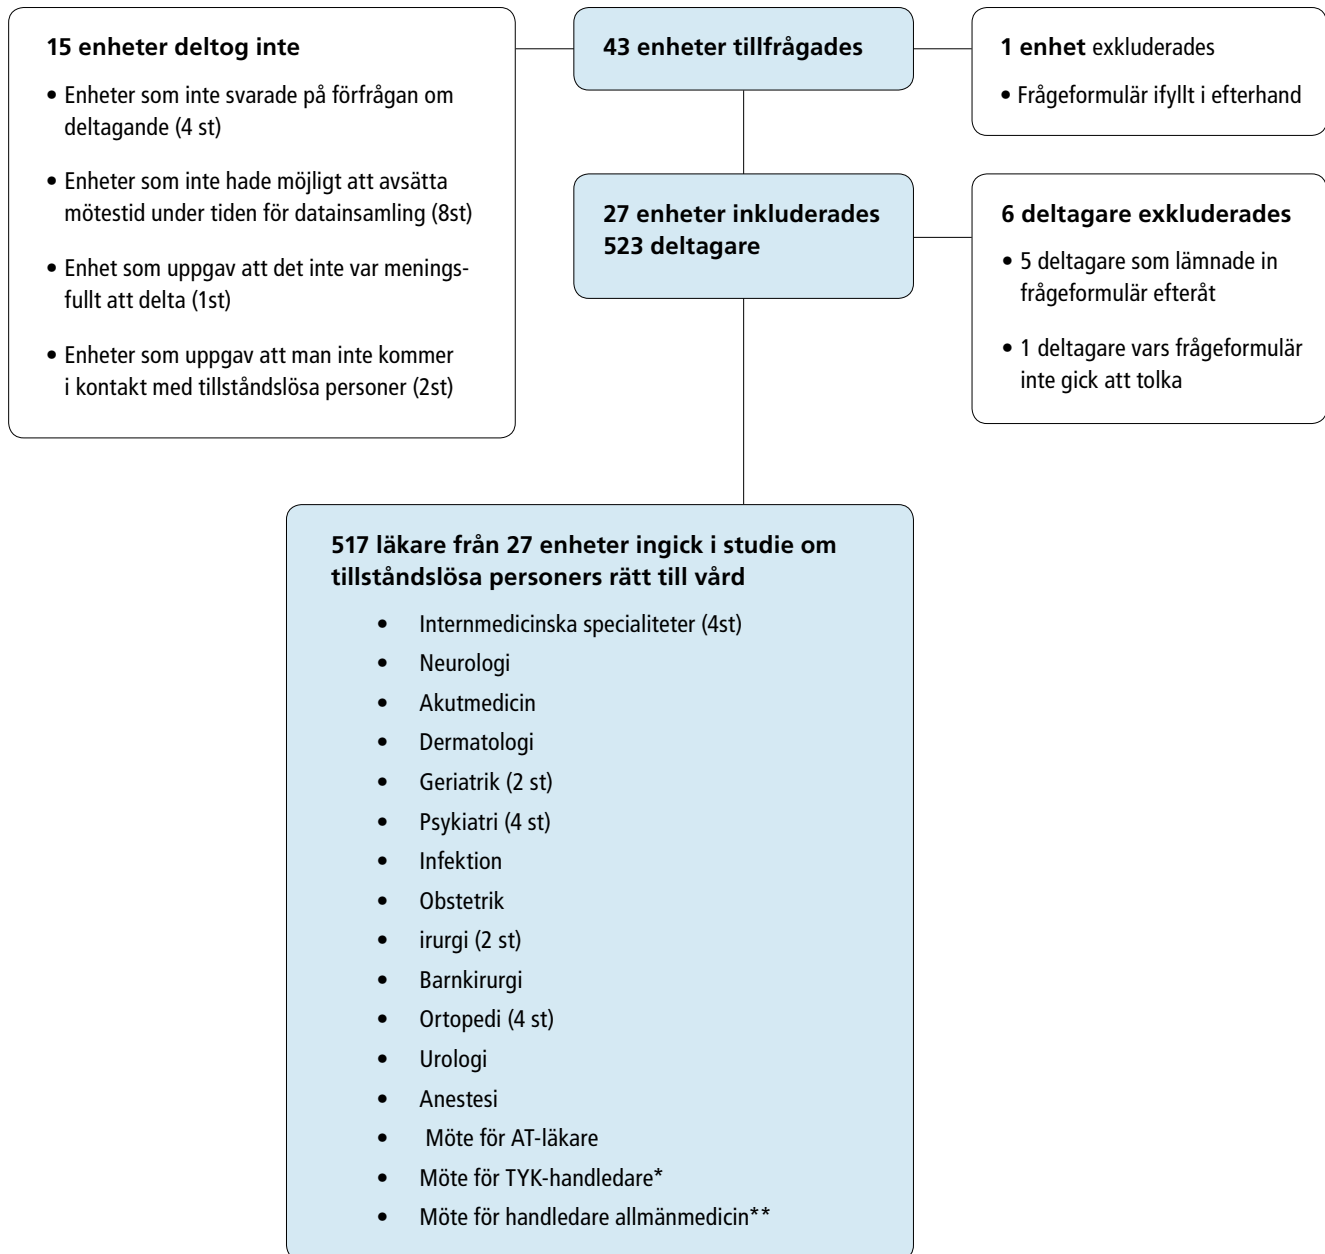 15 enheter deltog inte
• Enheter som inte svarade på förfrågan om
deltagande (4 st)
• Enheter som inte hade möjligt att avsätta
mötestid under tiden för datainsamling (8st)
• Enhet som uppgav att det inte var menings-
fullt att delta (1st)
• Enheter som uppgav att man inte kommer
i kontakt med tillståndslösa personer (2st)
43 enheter tillfrågades
1 enhet exkluderades
• Frågeformulär ifyllt i efterhand
27 enheter inkluderades
523 deltagare
6 deltagare exkluderades
• 5 deltagare som lämnade in
frågeformulär efteråt
• 1 deltagare vars frågeformulär
inte gick att tolka
517 läkare från 27 enheter ingick i studie om
tillståndslösa personers rätt till vård
• Internmedicinska specialiteter (4st)
• Neurologi
• Akutmedicin
• Dermatologi
• Geriatrik (2 st)
• Psykiatri (4 st)
• Infektion
• Obstetrik
• irurgi (2 st)
• Barnkirurgi
• Ortopedi (4 st)
• Urologi
• Anestesi
• Möte för AT-läkare
• Möte för TYK-handledare*
• Möte för handledare allmänmedicin**